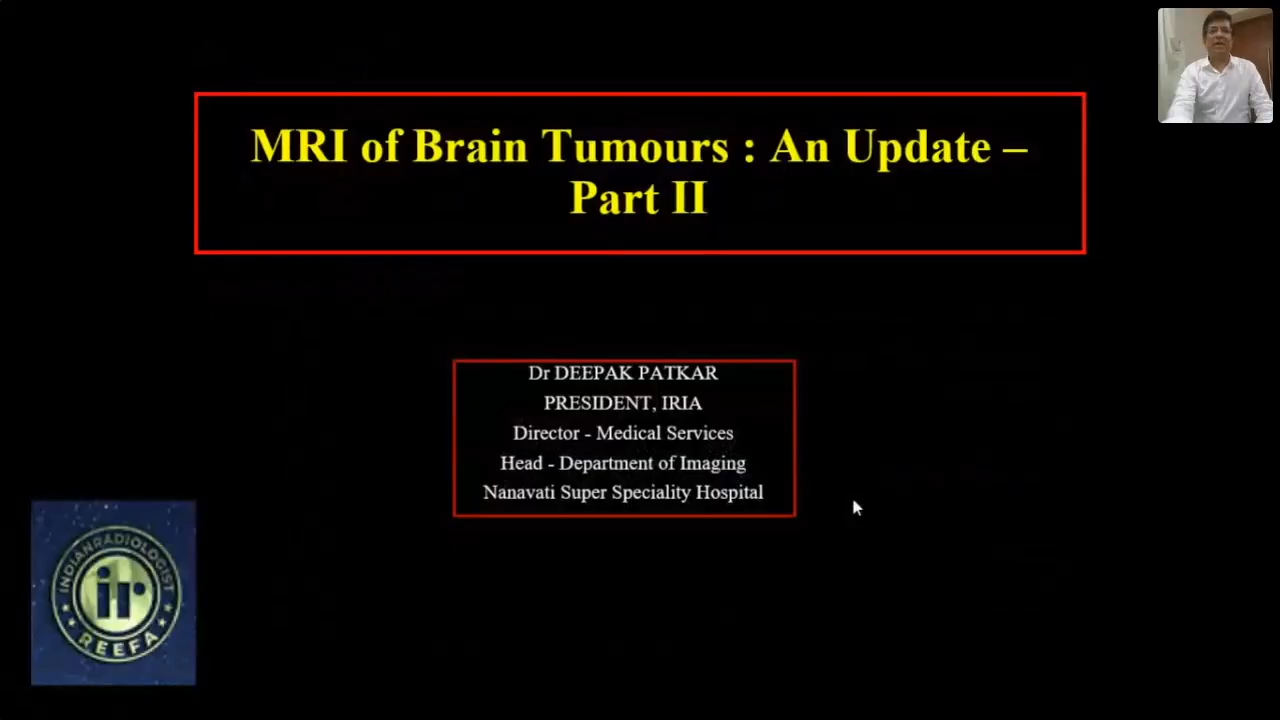 MRI of Brain Tumours : An Update –
Part II
Dr DEEPAK PATKAR
PRESIDENT, IRIA
Director - Medical Services
Head - Department of Imaging
Nanavati Super Speciality Hospital
INDIANRADIOLOGIST
ir
REEFA